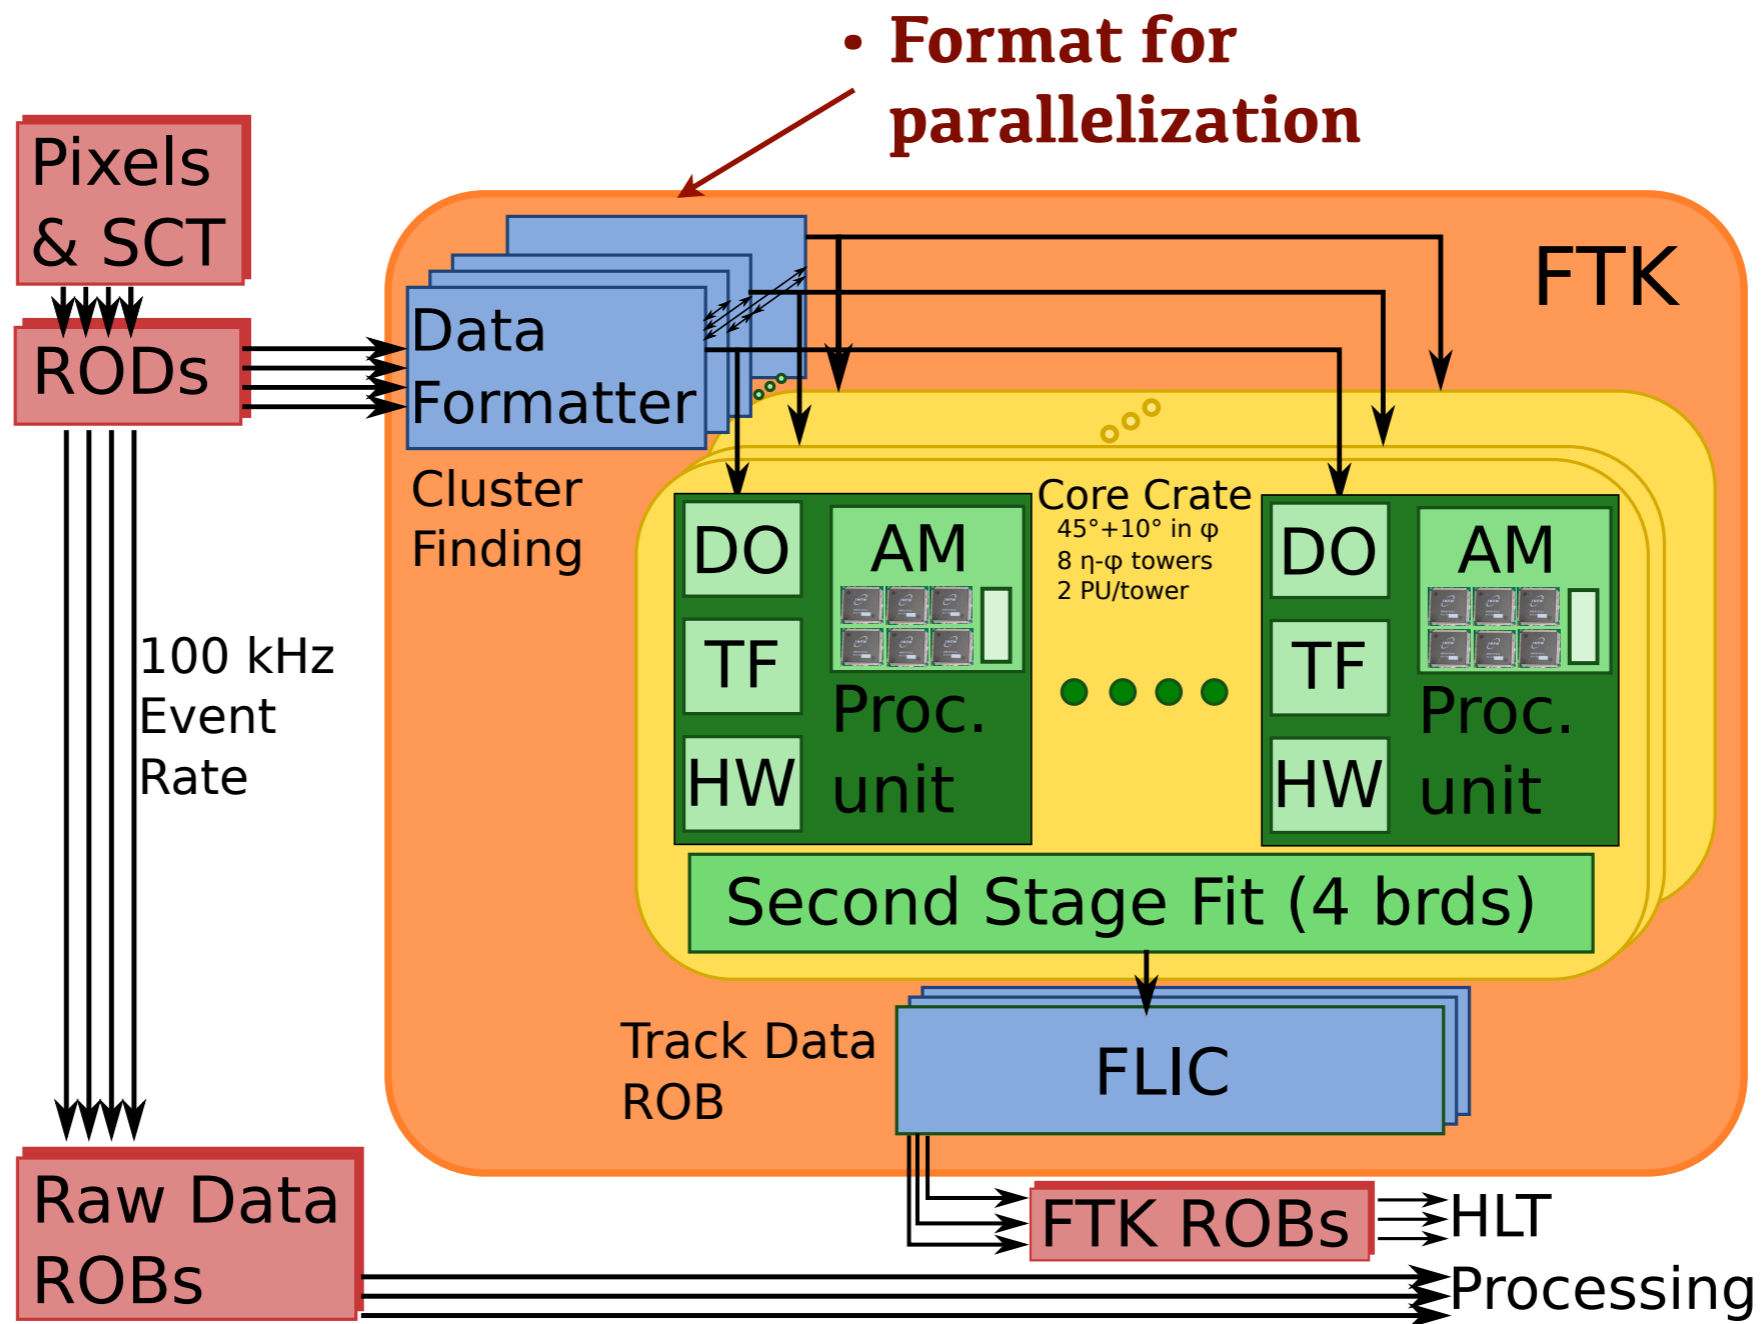 • Format for
parallelization
Pixels
& SCT
FTK
RODs
Data
Formatter
Cluster
Finding
Core Crate
45°+10° in φ
8 η-φ towers
2 PU/tower
DO
AM
TF
Proc.
HW
unit
DO
AM
TF
Proc.
HW
unit
100 kHz
Event
Rate
Second Stage Fit (4 brds)
Track Data
ROB
FLIC
Raw Data
ROBs
FTK ROBs
HLT
Processing